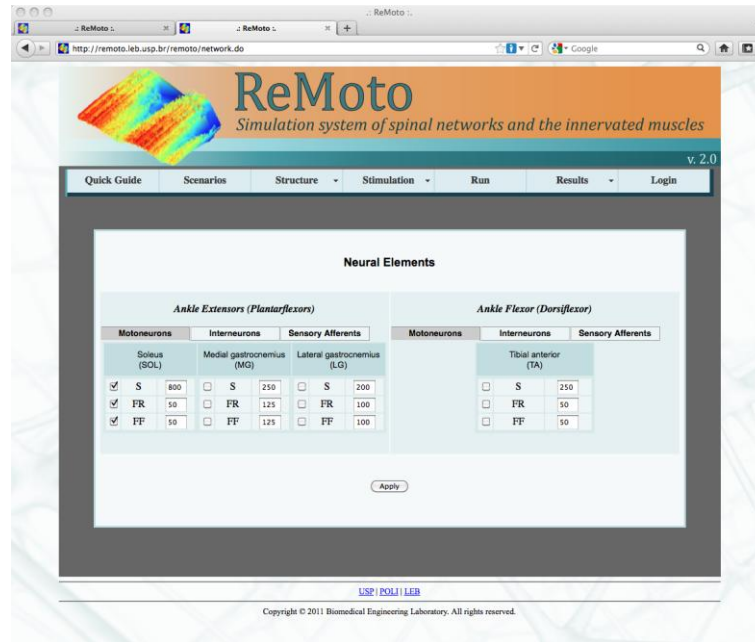 .: ReMoto :.
.: ReMoto :.
.: ReMoto :.
http://remoto.leb.usp.br/remoto/network.do
Google
ReMoto
Simulation system of spinal networks and the innervated muscles
v. 2.0
Quick Guide Scenarios Structure Stimulation Run Results Login
Neural Elements
Ankle Extensors (Plantarflexors) Ankle Flexor (Dorsiflexor)
Motoneurons Interneurons Sensory Afferents Motoneurons Interneurons Sensory Afferents
Soleus (SOL) Medial gastrocnemius (MG) Lateral gastrocnemius (LG) Tibial anterior (TA)
S 800 S 250 S 200 S 250
FR 50 FR 125 FR 100 FR 50
FF 50 FF 125 FF 100 FF 50
Apply
USP | POLI | LEB
Copyright © 2011 Biomedical Engineering Laboratory. All rights reserved.